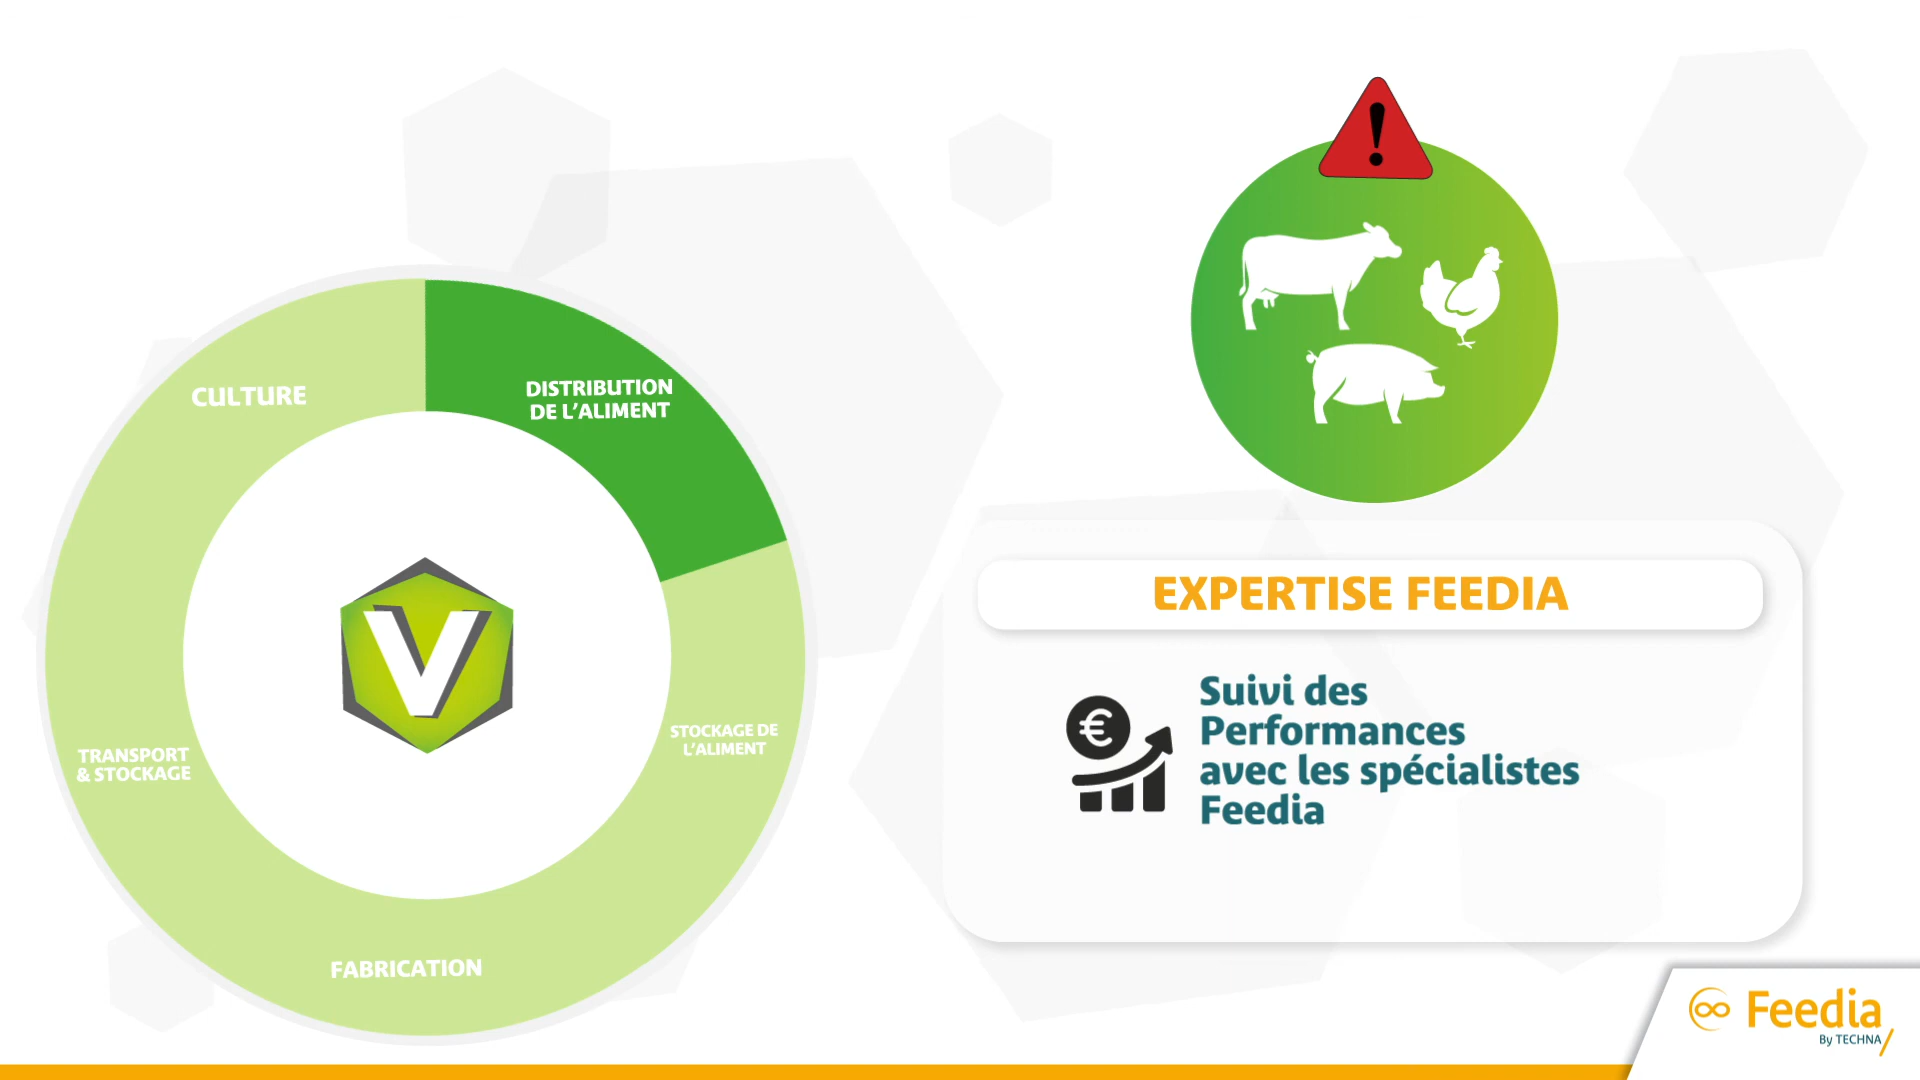 CULTURE
DISTRIBUTION
DE L’ALIMENT
STOCKAGE DE
L’ALIMENT
TRANSPORT
& STOCKAGE
FABRICATION
V
!
EXPERTISE FEEDIA
€
Suivi des
Performances
avec les spécialistes
Feedia
Feedia
By TECHNA